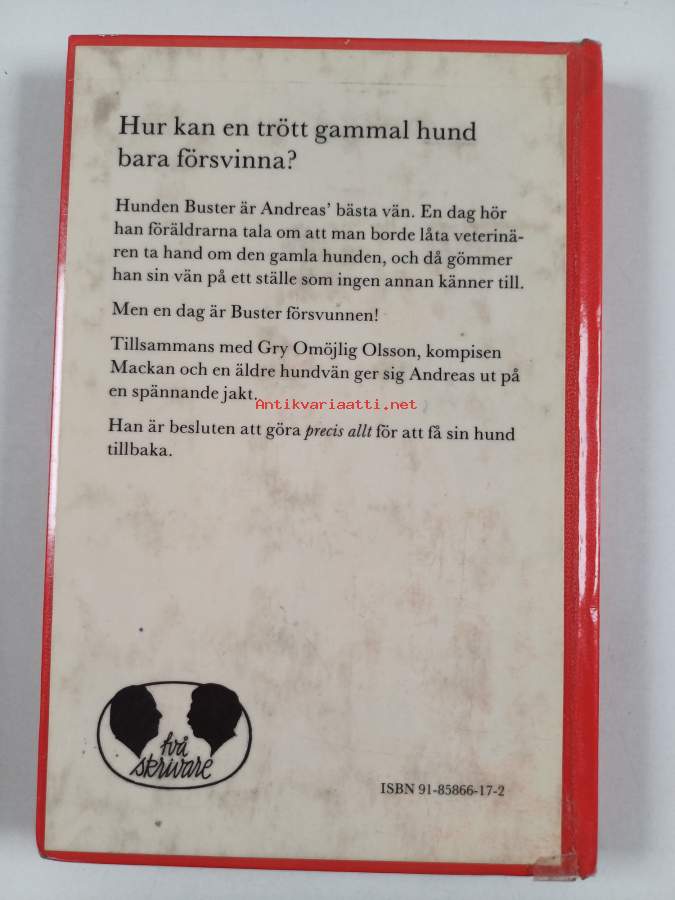 Hur kan en trött gammal hund
bara försvinna?
Hunden Buster är Andreas’ bästa vän. En dag hör
han föräldrarna tala om att man borde låta veterinä-
ren ta hand om den gamla hunden, och då gömmer
han sin vän på ett ställe som ingen annan känner till.
Men en dag är Buster försvunnen!
Tillsammans med Gry Omöjlig Olsson, kompisen
Mackan och en äldre hundvän ger sig Andreas ut på
en spännande jakt.
Antikvariaatti.net
Han är besluten att göra precis allt för att få sin hund
tillbaka.
två
skrivare
ISBN 91-85866-17-2